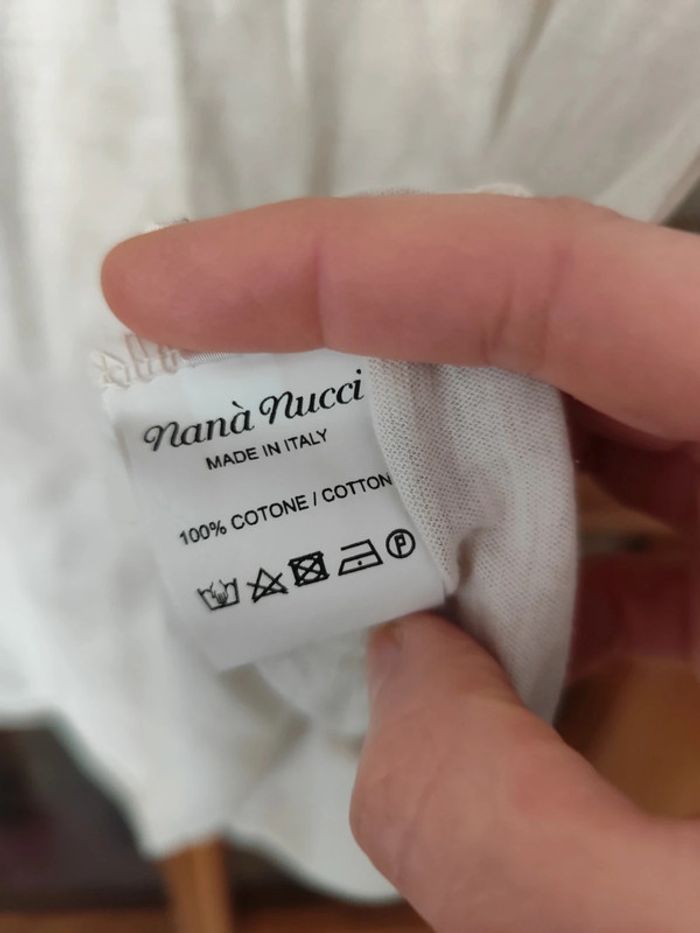 Nanà Nucci
MADE IN ITALY
100% COTONE / COTTON
P